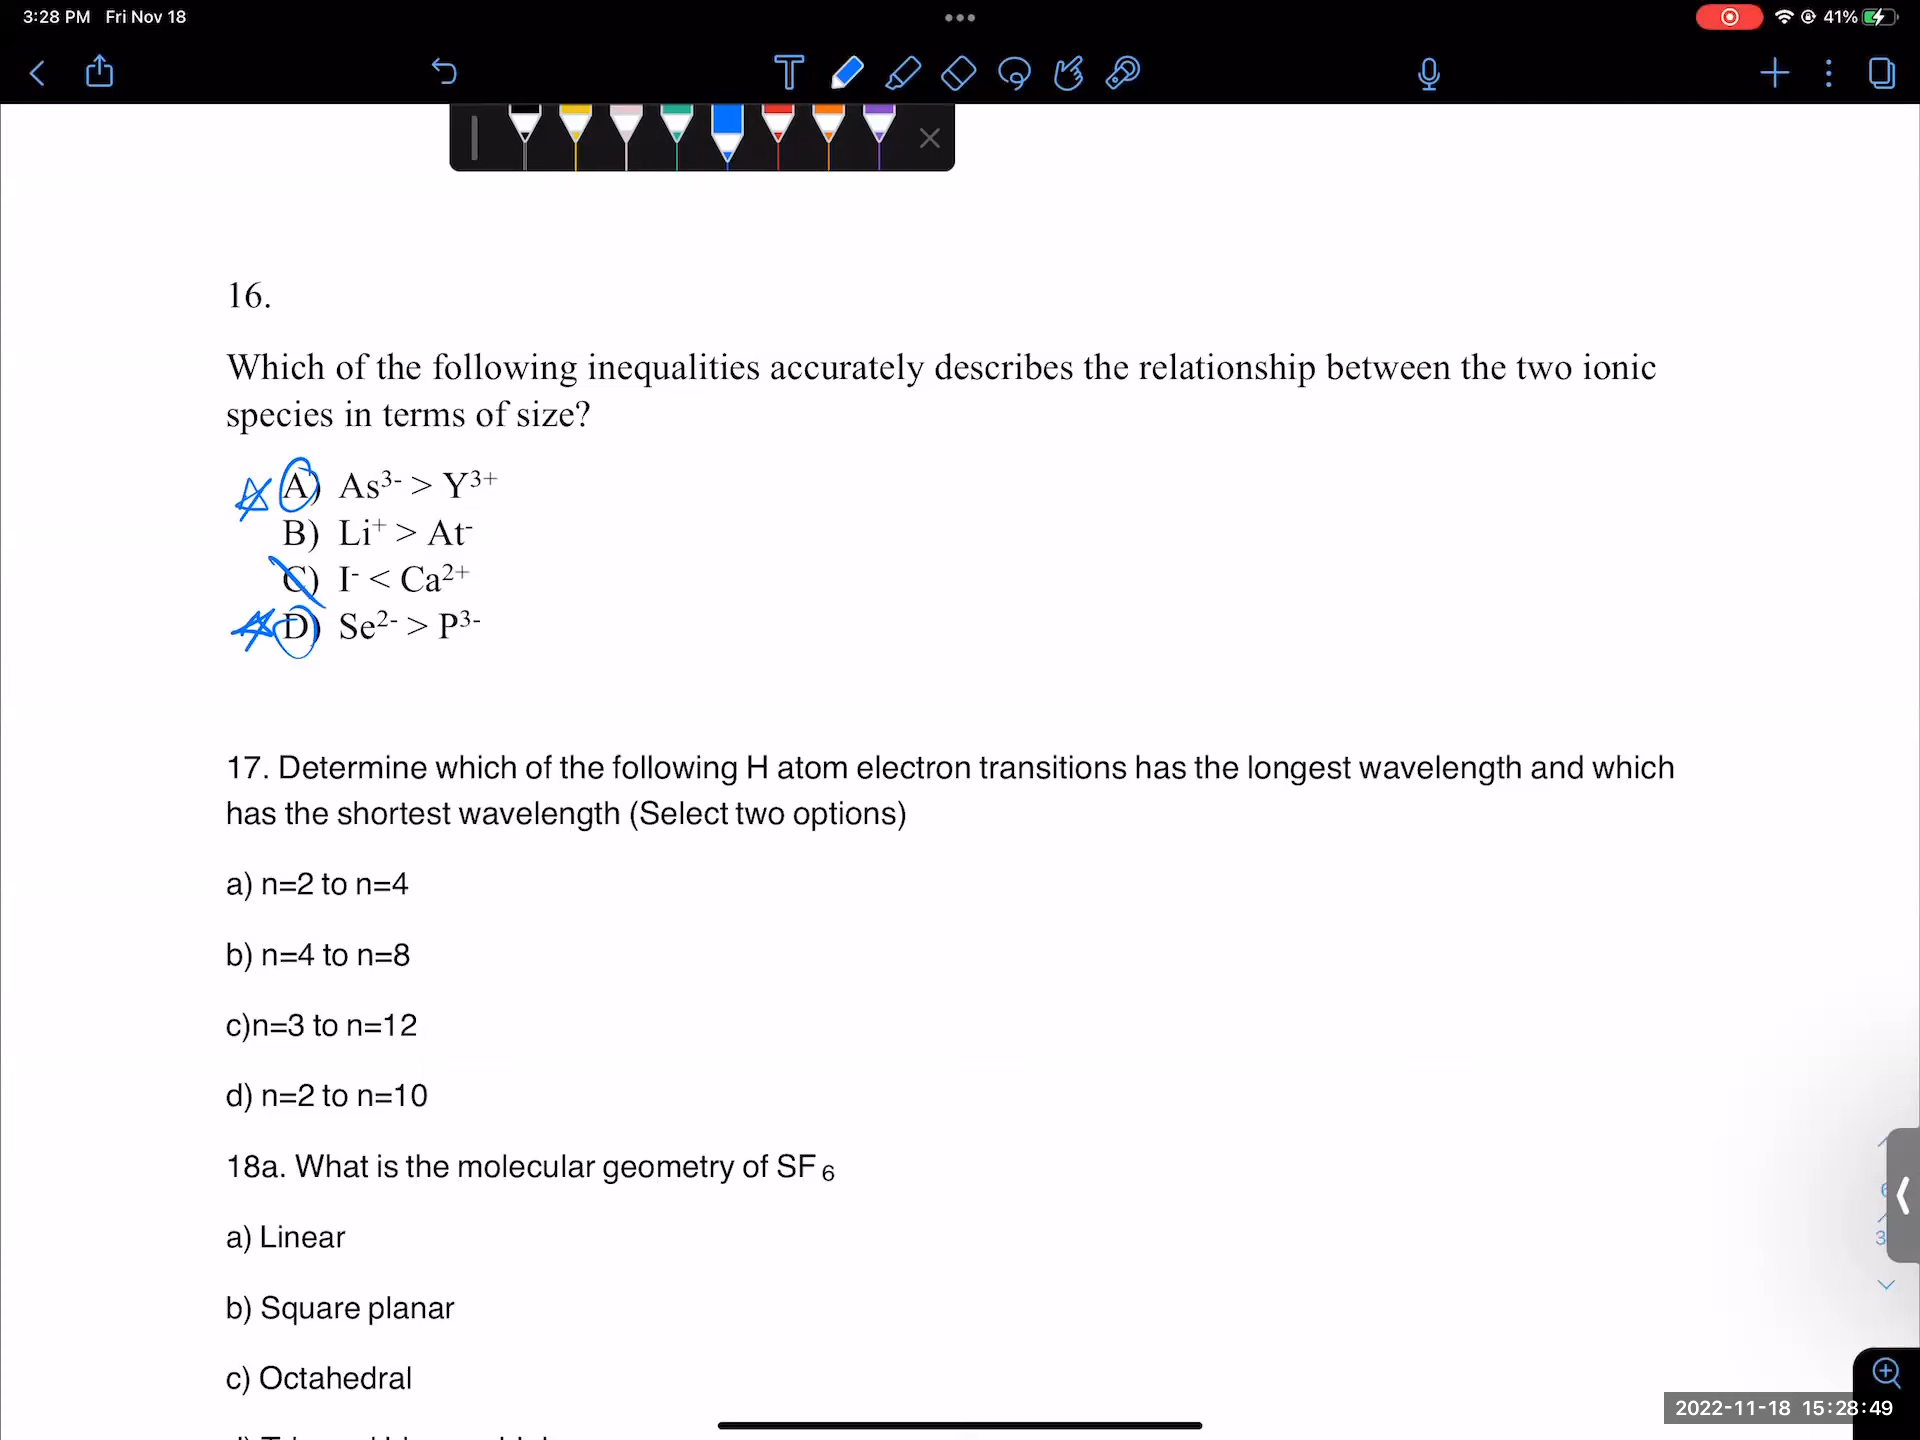 3:28 PM Fri Nov 18
41%
16.
Which of the following inequalities accurately describes the relationship between the two ionic
species in terms of size?
A) As³⁻ > Y³⁺
B) Li⁺ > At⁻
C) I⁻ < Ca²⁺
D) Se²⁻ > P³⁻
17. Determine which of the following H atom electron transitions has the longest wavelength and which
has the shortest wavelength (Select two options)
a) n=2 to n=4
b) n=4 to n=8
c)n=3 to n=12
d) n=2 to n=10
18a. What is the molecular geometry of SF₆
a) Linear
b) Square planar
c) Octahedral
2022-11-18 15:28:49